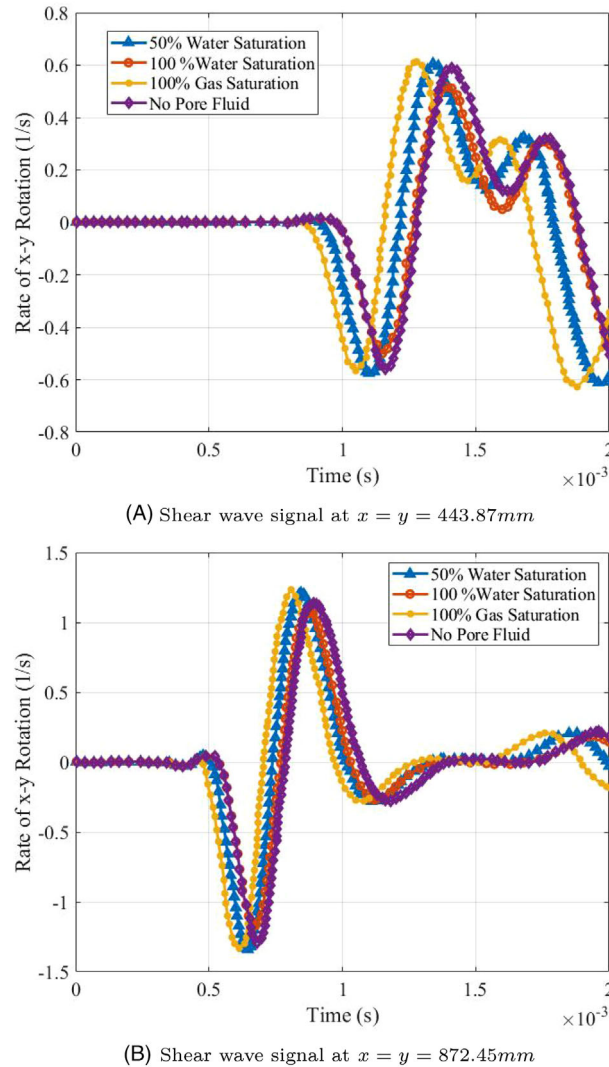 0.8
0.6
0.4
0.2
0
-0.2
-0.4
-0.6
-0.8
Rate of x-y Rotation (1/s)
50% Water Saturation
100 %Water Saturation
100% Gas Saturation
No Pore Fluid
0 0.5 1 1.5 2
Time (s)
×10⁻³
(A) Shear wave signal at x = y = 443.87mm
1.5
1
0.5
0
-0.5
-1
-1.5
Rate of x-y Rotation (1/s)
50% Water Saturation
100 %Water Saturation
100% Gas Saturation
No Pore Fluid
0 0.5 1 1.5 2
Time (s)
×10⁻³
(B) Shear wave signal at x = y = 872.45mm